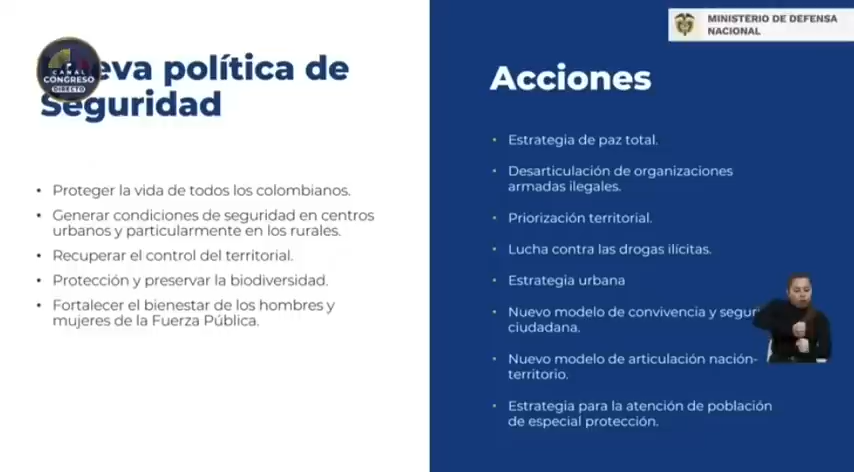 CANAL
CONGRESO
DIRECTO
política de
Seguridad
• Proteger la vida de todos los colombianos.
• Generar condiciones de seguridad en centros
urbanos y particularmente en los rurales.
• Recuperar el control del territorial.
• Protección y preservar la biodiversidad.
• Fortalecer el bienestar de los hombres y
mujeres de la Fuerza Pública.
MINISTERIO DE DEFENSA
NACIONAL
Acciones
• Estrategia de paz total.
• Desarticulación de organizaciones
armadas ilegales.
• Priorización territorial.
• Lucha contra las drogas ilícitas.
• Estrategia urbana
• Nuevo modelo de convivencia y
ciudadana.
• Nuevo modelo de articulación nación-
territorio.
• Estrategia para la atención de población
de especial protección.